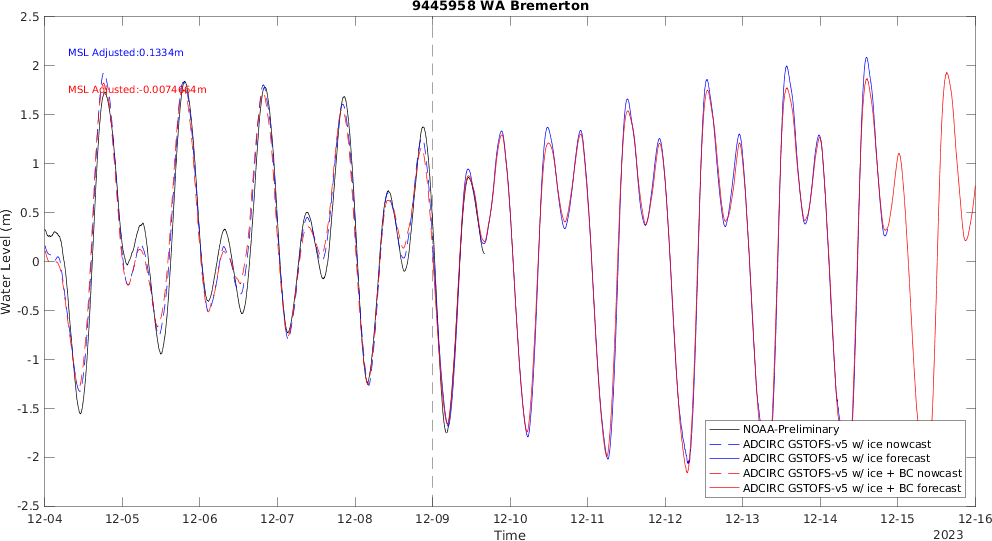 9445958 WA Bremerton
2.5
MSL Adjusted:0.1334m
2
MSL Adjusted:-0.0074664m
1.5
1
0.5
0
-0.5
-1
-1.5
-2
-2.5
Water Level (m)
NOAA-Preliminary
ADCIRC GSTOFS-v5 w/ ice nowcast
ADCIRC GSTOFS-v5 w/ ice forecast
ADCIRC GSTOFS-v5 w/ ice + BC nowcast
ADCIRC GSTOFS-v5 w/ ice + BC forecast
12-04 12-05 12-06 12-07 12-08 12-09 12-10 12-11 12-12 12-13 12-14 12-15 12-16
Time
2023